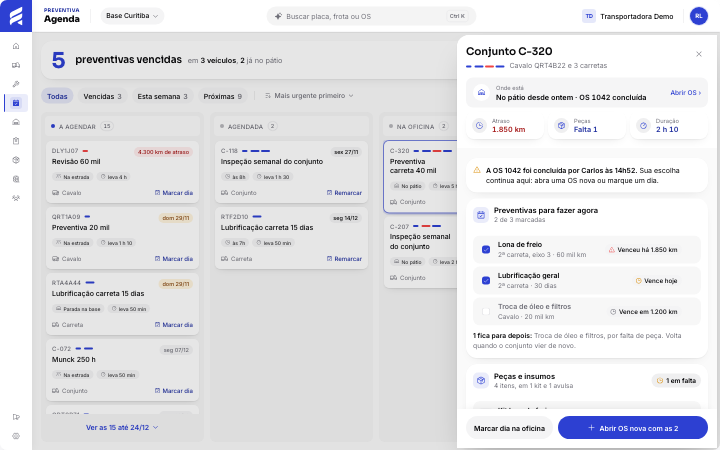 PREVENTIVA
Agenda
Base Curitiba
Buscar placa, frota ou OS
Ctrl K
TD
Transportadora Demo
RL
5 preventivas vencidas
em 3 veículos, 2 já no pátio
Todas
Vencidas 3
Esta semana 3
Próximas 9
Mais urgente primeiro
A AGENDAR 15
DLY1J07
4.300 km de atraso
Revisão 60 mil
Na estrada
leva 4 h
Cavalo
Marcar dia
QRT1A09
dom 29/11
Preventiva 20 mil
Na estrada
leva 1 h 10
Cavalo
Marcar dia
RTA4A44
dom 29/11
Lubrificação carreta 15 dias
Parada na base
leva 50 min
Carreta
Marcar dia
C-072
seg 07/12
Munck 250 h
Na estrada
leva 50 min
Conjunto
Marcar dia
Ver as 15 até 24/12
AGENDADA 2
C-118
sex 27/11
Inspeção semanal do conjunto
às 8h
leva 1 h 30
Conjunto
Remarcar
RTF2D10
seg 14/12
Lubrificação carreta 15 dias
às 7h
leva 50 min
Carreta
Remarcar
NA OFICINA 2
C-320
Preventiva
carreta 40 mil
No pátio
leva 5
Conjunto
C-207
Inspeção semanal
do conjunto
No pátio
leva 2
Conjunto
Conjunto C-320
Cavalo QRT4B22 e 3 carretas
Onde está
No pátio desde ontem · OS 1042 concluída
Abrir OS ›
Atraso
1.850 km
Peças
Falta 1
Duração
2 h 10
A OS 1042 foi concluída por Carlos às 14h52. Sua escolha
continua aqui: abra uma OS nova ou marque um dia.
Preventivas para fazer agora
2 de 3 marcadas
Lona de freio
2ª carreta, eixo 3 · 60 mil km
Venceu há 1.850 km
Lubrificação geral
2ª carreta · 30 dias
Vence hoje
Troca de óleo e filtros
Cavalo · 20 mil km
Vence em 1.200 km
1 fica para depois: Troca de óleo e filtros, por falta de peça. Volta
quando o conjunto vier de novo.
Peças e insumos
4 itens, em 1 kit e 1 avulsa
1 em falta
Marcar dia na oficina
Abrir OS nova com as 2